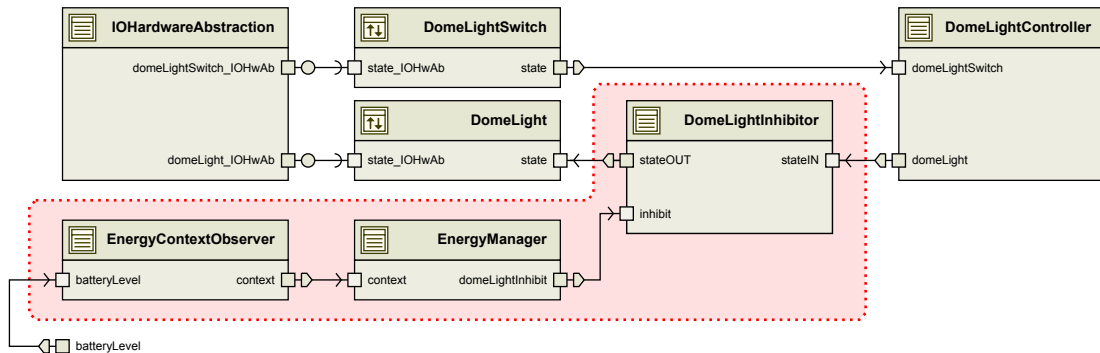 IOHardwareAbstraction
domeLightSwitch_IOHwAb
domeLight_IOHwAb
DomeLightSwitch
state_IOHwAb state
DomeLight
state_IOHwAb state
DomeLightInhibitor
stateOUT stateIN
inhibit
DomeLightController
domeLightSwitch
domeLight
EnergyContextObserver
batteryLevel context
EnergyManager
context domeLightInhibit
batteryLevel